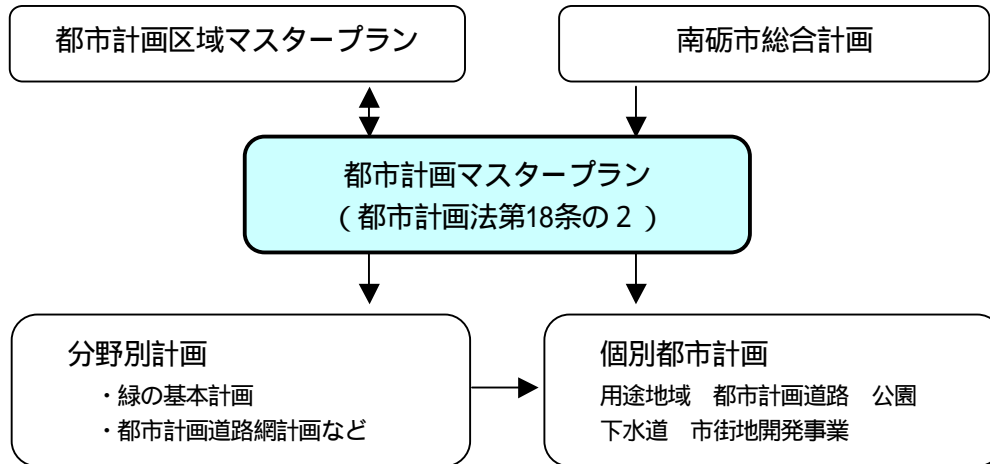 都市計画区域マスタープラン
南砺市総合計画
都市計画マスタープラン
（都市計画法第18条の２）
分野別計画
・緑の基本計画
・都市計画道路網計画など
個別都市計画
用途地域　都市計画道路　公園
下水道　市街地開発事業